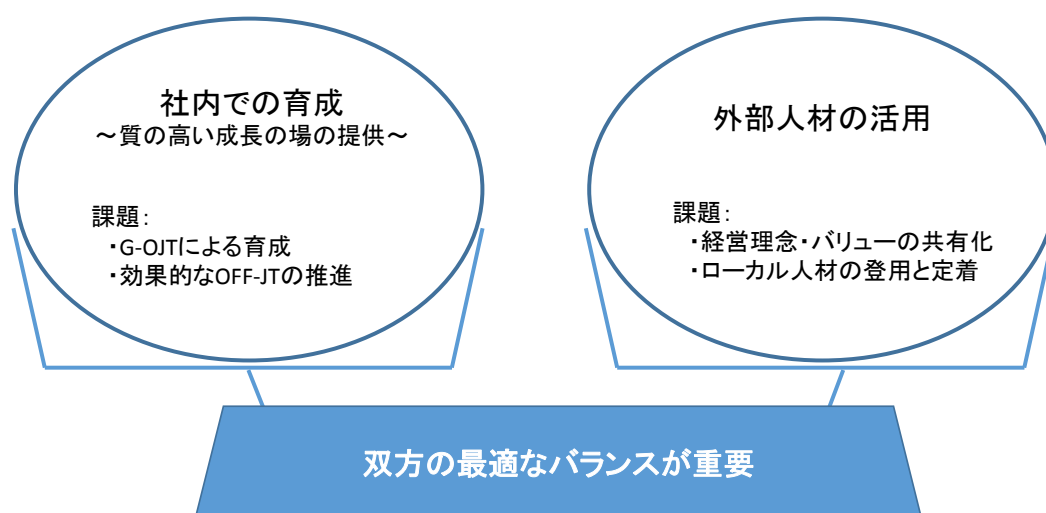 社内での育成
～質の高い成長の場の提供～
課題：
・G-OJTによる育成
・効果的なOFF-JTの推進
外部人材の活用
課題：
・経営理念・バリューの共有化
・ローカル人材の登用と定着
双方の最適なバランスが重要